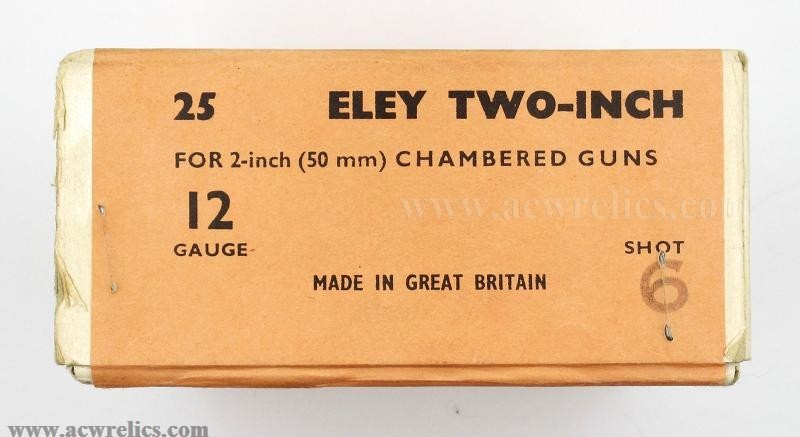 25 ELEY TWO-INCH
FOR 2-inch (50 mm) CHAMBERED GUNS
12
www.acwrelics.com
GAUGE SHOT
6
MADE IN GREAT BRITAIN
www.acwrelics.com